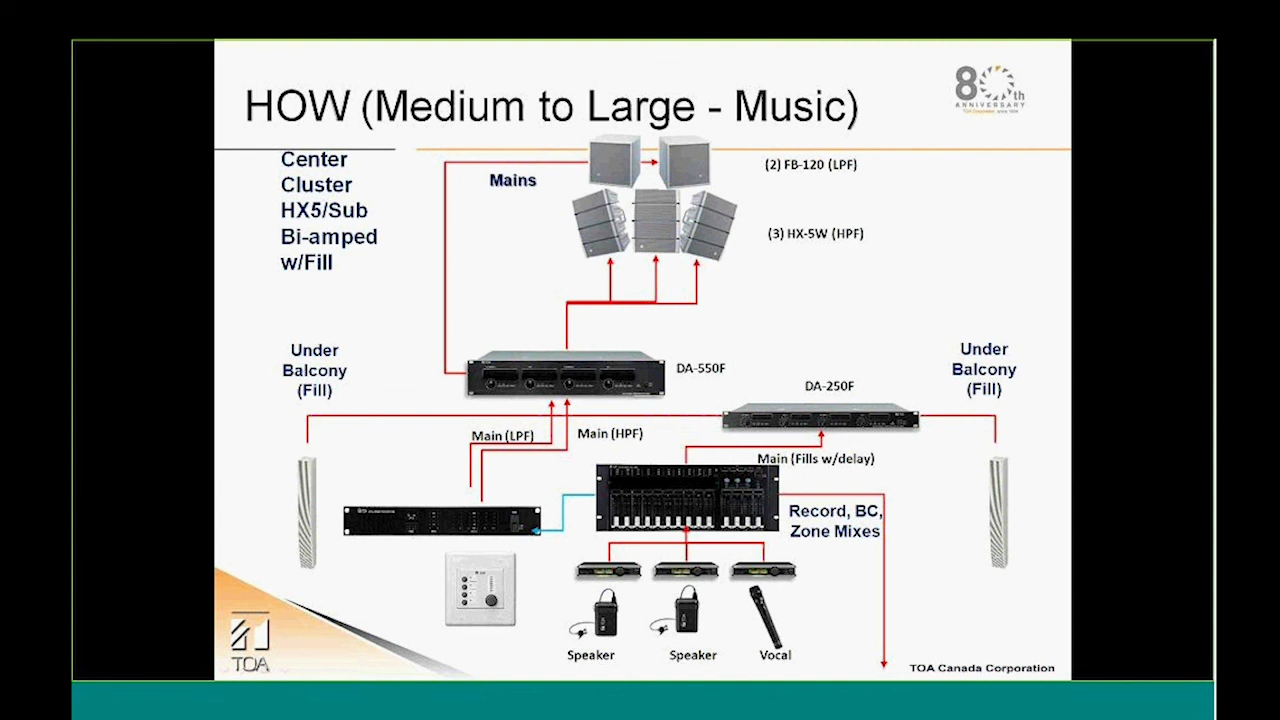 HOW (Medium to Large - Music)
80th
ANNIVERSARY
Center
Cluster
HX5/Sub
Bi-amped
w/Fill
Mains
(2) FB-120 (LPF)
(3) HX-5W (HPF)
Under
Balcony
(Fill)
DA-550F
DA-250F
Under
Balcony
(Fill)
Main (LPF)
Main (HPF)
Main (Fills w/delay)
Record, BC,
Zone Mixes
Speaker
Speaker
Vocal
TOA
TOA Canada Corporation